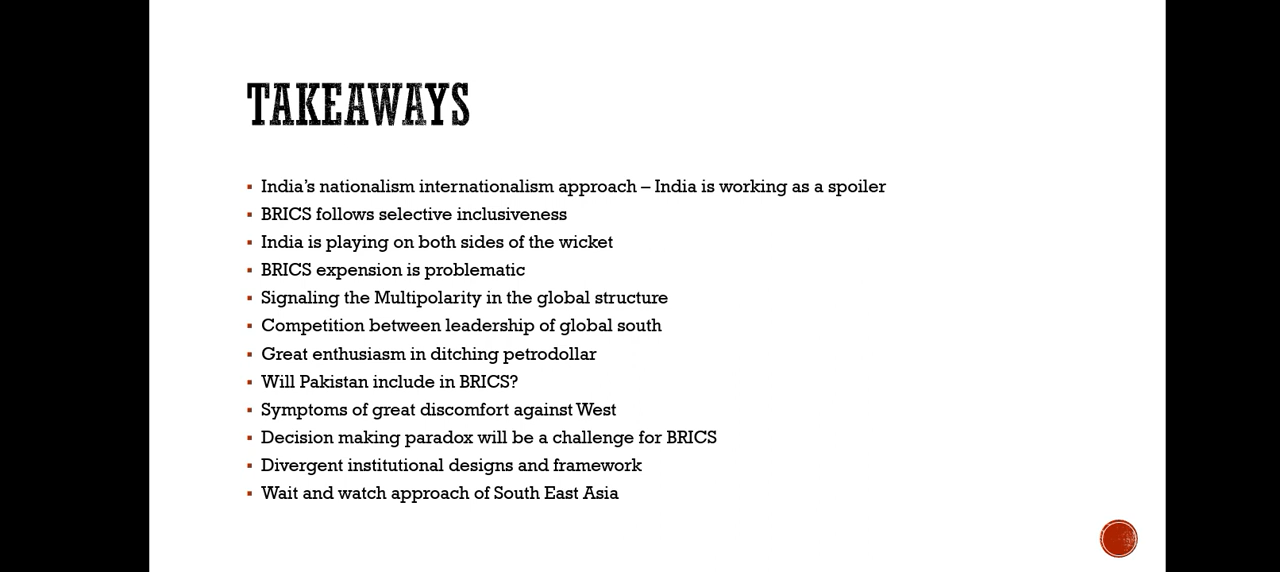 TAKEAWAYS
India's nationalism internationalism approach – India is working as a spoiler
BRICS follows selective inclusiveness
India is playing on both sides of the wicket
BRICS expension is problematic
Signaling the Multipolarity in the global structure
Competition between leadership of global south
Great enthusiasm in ditching petrodollar
Will Pakistan include in BRICS?
Symptoms of great discomfort against West
Decision making paradox will be a challenge for BRICS
Divergent institutional designs and framework
Wait and watch approach of South East Asia